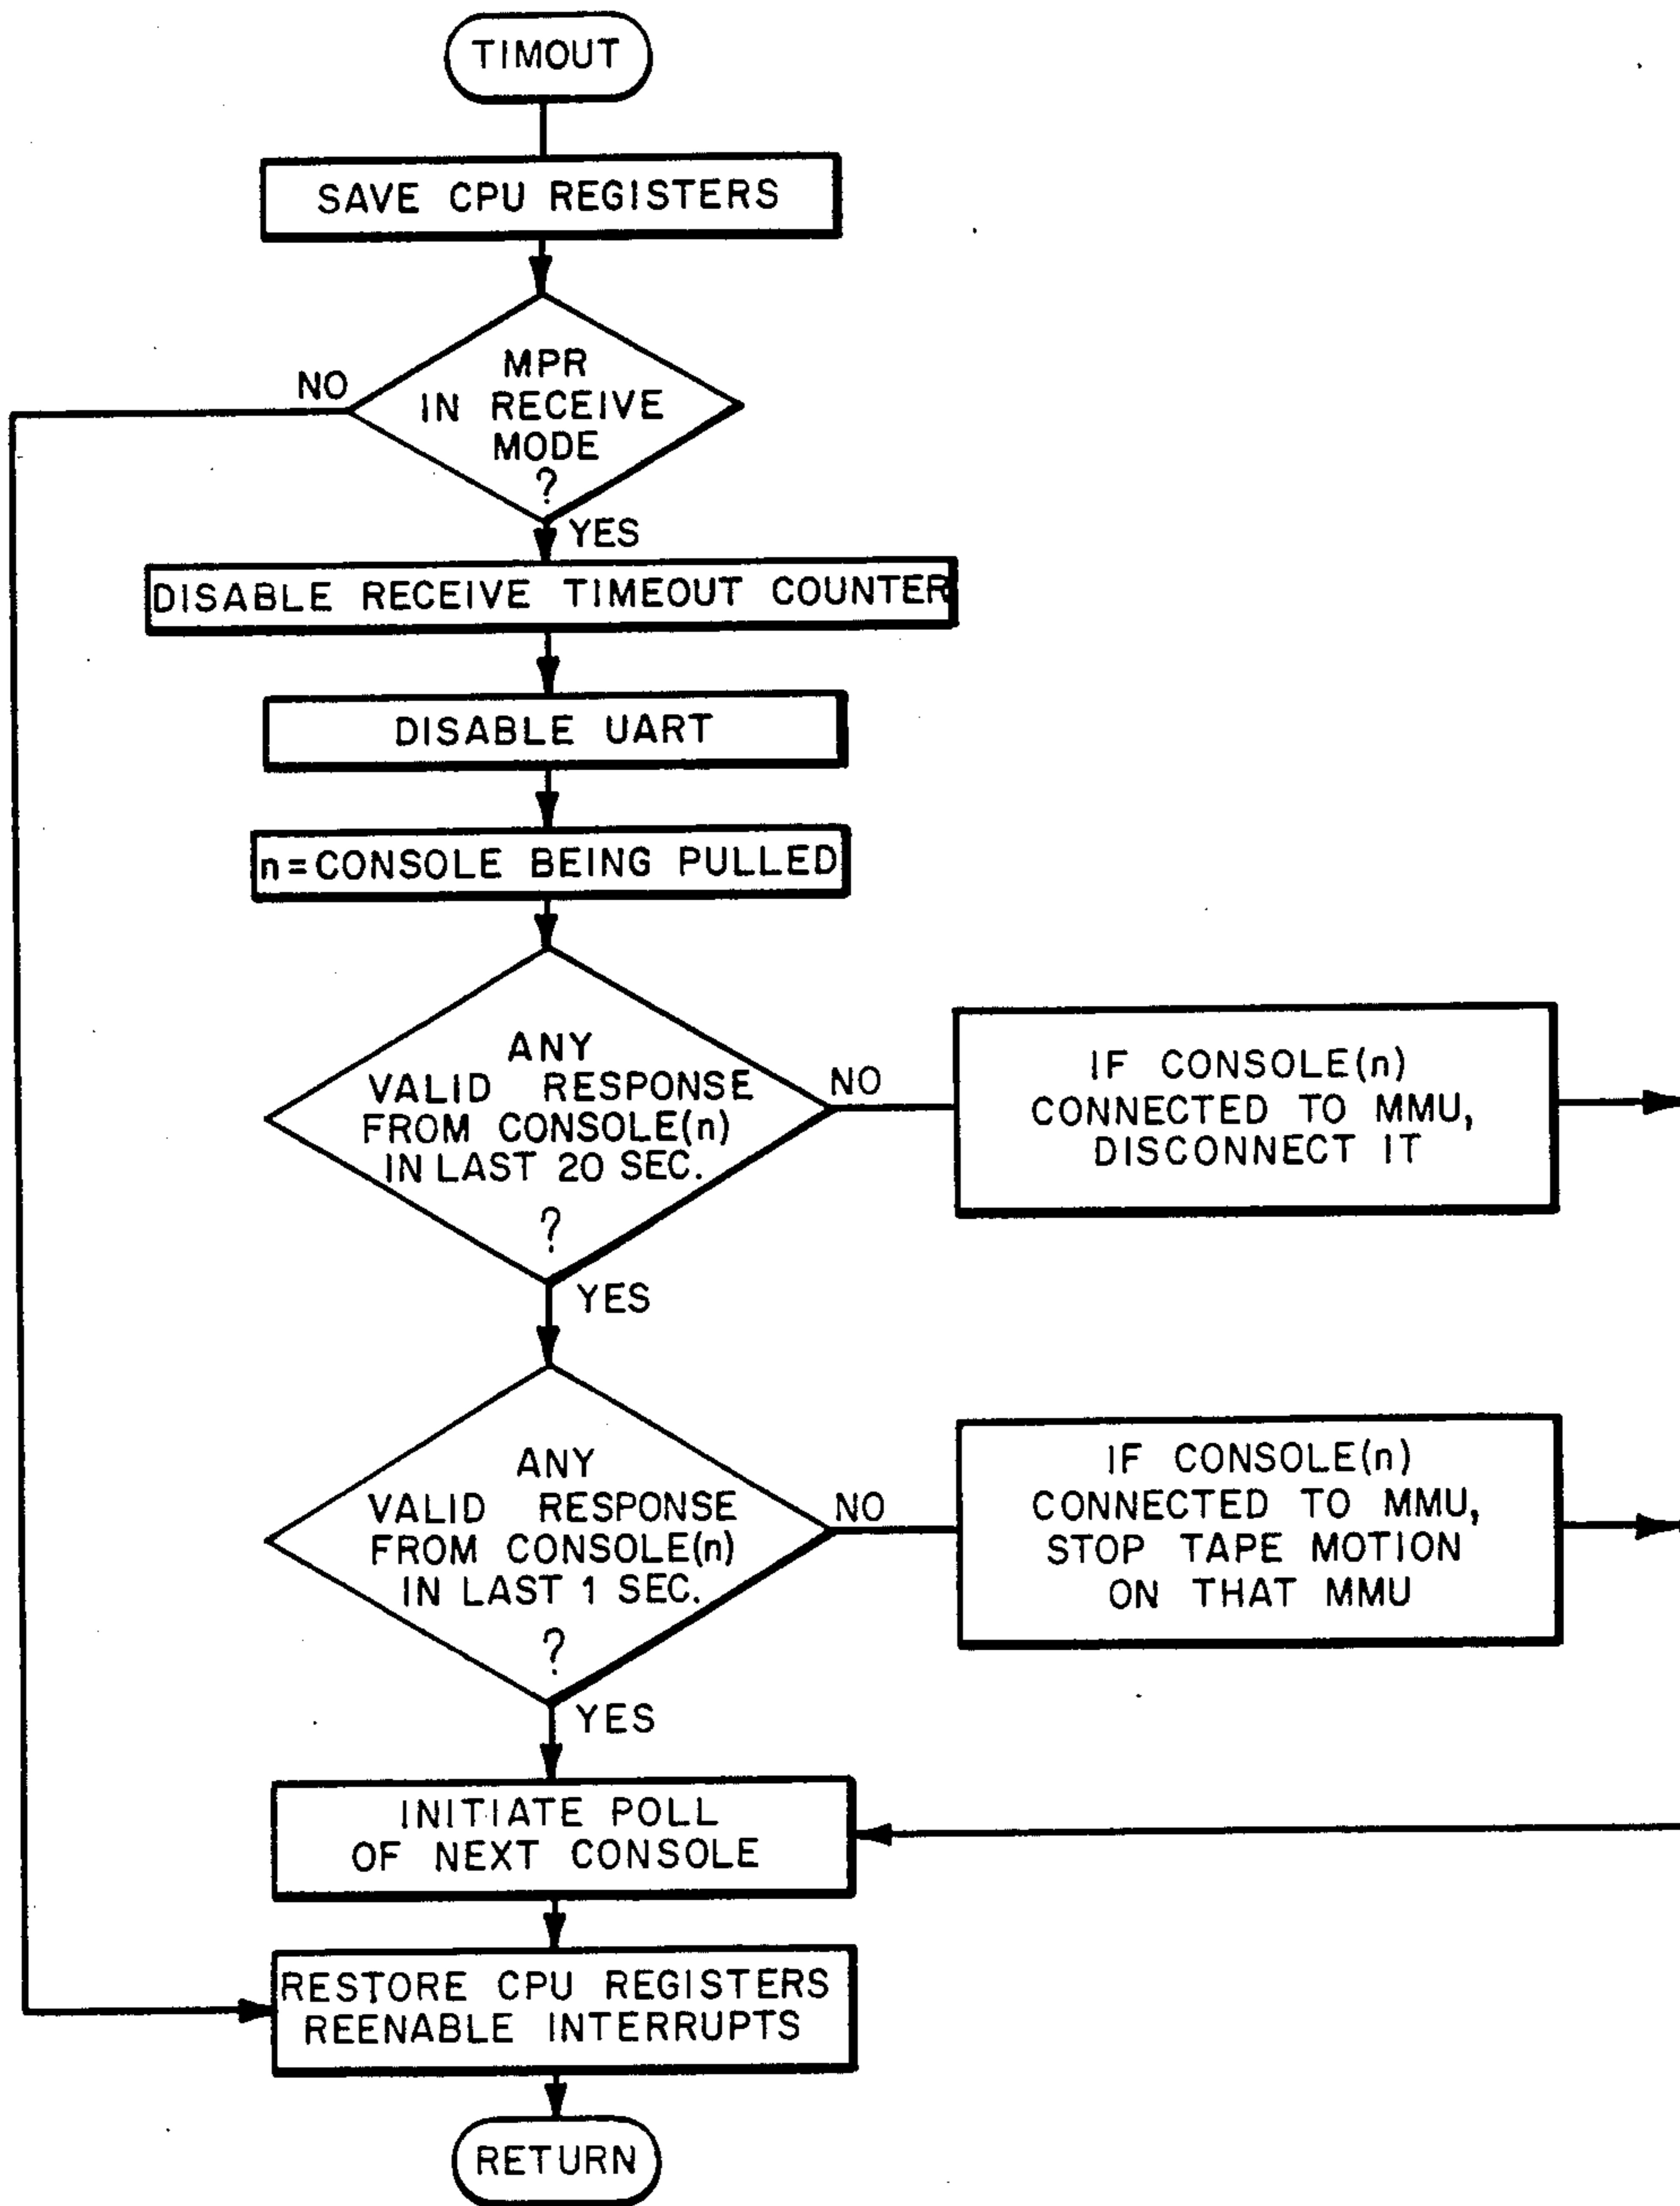 TIMOUT
SAVE CPU REGISTERS
MPR
IN RECEIVE
MODE
?
NO
YES
DISABLE RECEIVE TIMEOUT COUNTER
DISABLE UART
n=CONSOLE BEING PULLED
ANY
VALID RESPONSE
FROM CONSOLE(n)
IN LAST 20 SEC.
?
NO
IF CONSOLE(n)
CONNECTED TO MMU,
DISCONNECT IT
YES
ANY
VALID RESPONSE
FROM CONSOLE(n)
IN LAST 1 SEC.
?
NO
IF CONSOLE(n)
CONNECTED TO MMU,
STOP TAPE MOTION
ON THAT MMU
YES
INITIATE POLL
OF NEXT CONSOLE
RESTORE CPU REGISTERS
REENABLE INTERRUPTS
RETURN